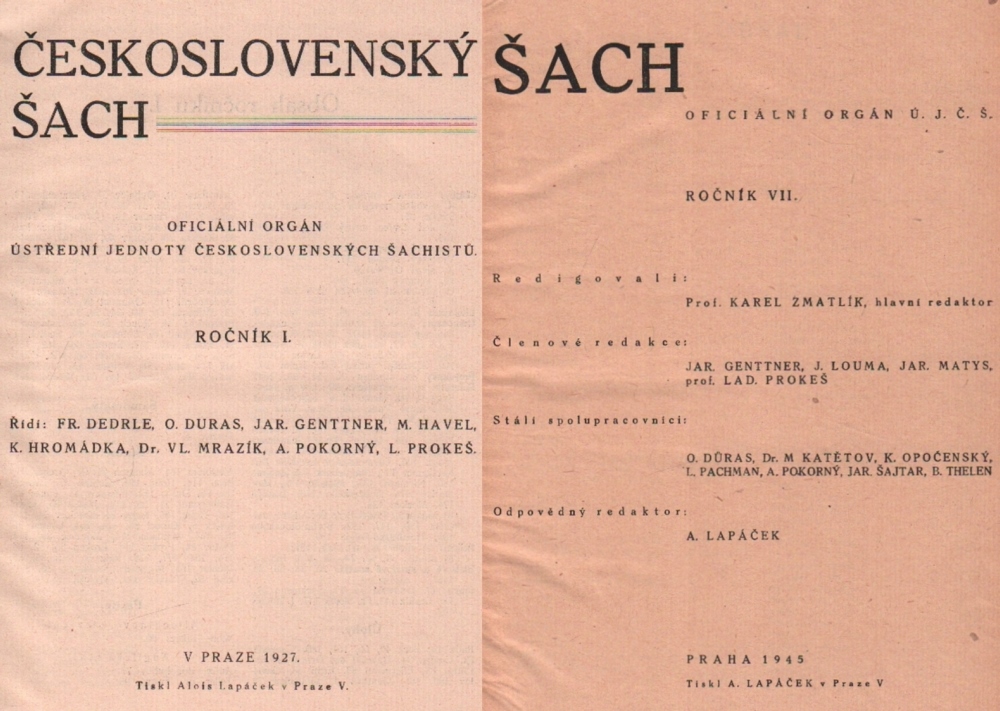 ČESKOSLOVENSKÝ
ŠACH
OFICIÁLNÍ ORGÁN
ÚSTŘEDNÍ JEDNOTY ČESKOSLOVENSKÝCH ŠACHISTŮ.
ROČNÍK I.
Řídí: FR. DEDRLE, O. DURAS, JAR. GENTTNER, M. HAVEL,
K. HROMÁDKA, Dr. VL. MRAZÍK, A. POKORNÝ, L. PROKEŠ.
V PRAZE 1927.
Tiskl Alois Lapáček v Praze V.
ŠACH
OFICIÁLNÍ ORGÁN Ú. J. Č. Š.
ROČNÍK VII.
Redigovali:
Prof. KAREL ZMATLÍK, hlavní redaktor
Členové redakce:
JAR. GENTTNER, J. LOUMA, JAR. MATYS,
prof. LAD. PROKEŠ
Stálí spolupracovníci:
O. DŮRAS, Dr. M KATĚTOV, K. OPOČENSKÝ,
L. PACHMAN, A. POKORNÝ, JAR. ŠAJTAR, B. THELEN
Odpovědný redaktor:
A. LAPÁČEK
PRAHA 1945
Tiskl A. LAPÁČEK v Praze V